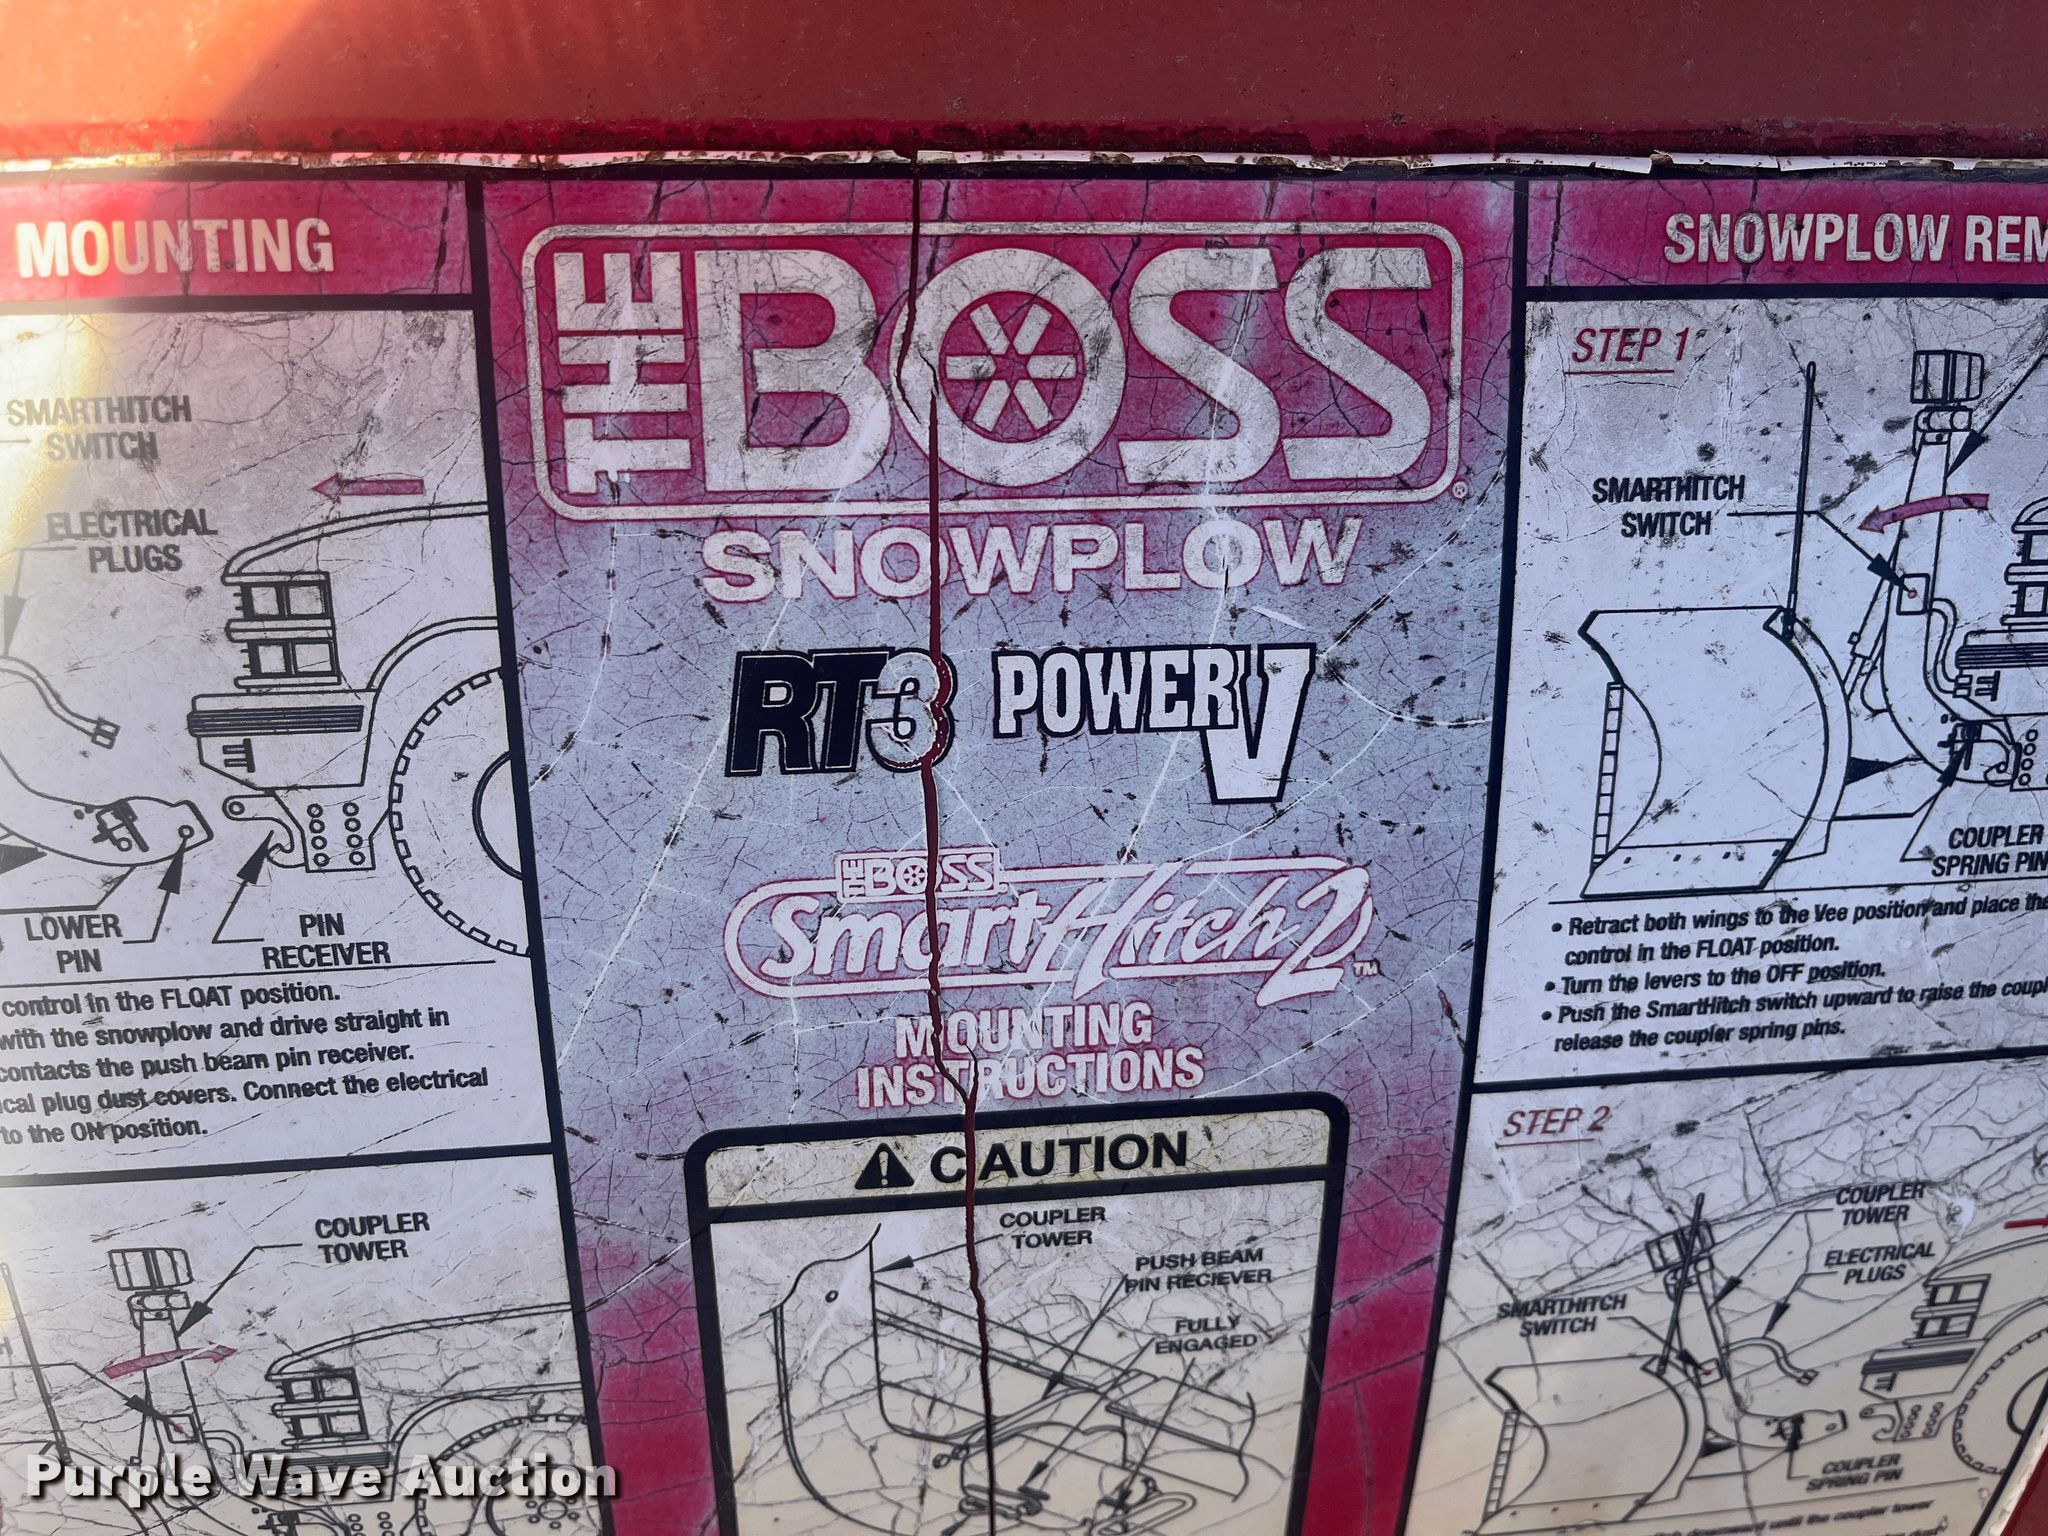 MOUNTING
SMARTHITCH
SWITCH
ELECTRICAL
PLUGS
LOWER
PIN
PIN
RECEIVER
control in the FLOAT position.
with the snowplow and drive straight in
contacts the push beam pin receiver.
ical plug dust covers. Connect the electrical
to the ON position.
COUPLER
TOWER
H
THE BOSS®
SNOWPLOW
RT3 POWER V
THE BOSS
SmartHitch2™
MOUNTING
INSTRUCTIONS
CAUTION
COUPLER
TOWER
PUSH BEAM
PIN RECIEVER
FULLY
ENGAGED
SNOWPLOW REM
STEP 1
SMARTHITCH
SWITCH
COUPLER
SPRING PIN
• Retract both wings to the Vee position and place the
control in the FLOAT position.
• Turn the levers to the OFF position.
• Push the SmartHitch switch upward to raise the coupl
release the coupler spring pins.
STEP 2
COUPLER
TOWER
ELECTRICAL
PLUGS
SMARTHITCH
SWITCH
COUPLER
SPRING PIN
downward until the coupler tower
Purple Wave Auction